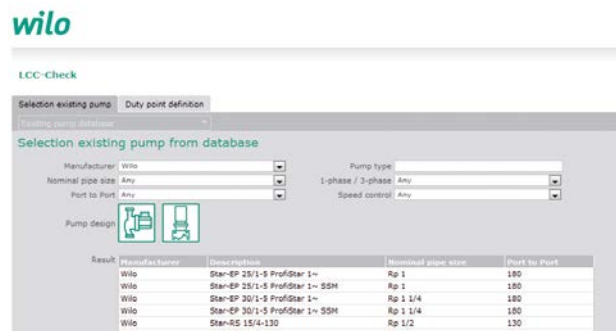 wilo
LCC-Check
Selection existing pump Duty point definition
Existing pump database
Selection existing pump from database
Manufacturer Wilo Pump type
Nominal pipe size Any 1-phase / 3-phase Any
Port to Port Any Speed control Any
Pump design
Result Manufacturer Description Nominal pipe size Port to Port
Wilo Star-EP 25/1-5 ProfiStar 1~ Rp 1 180
Wilo Star-EP 25/1-5 ProfiStar 1~ SSM Rp 1 180
Wilo Star-EP 30/1-5 ProfiStar 1~ Rp 1 1/4 180
Wilo Star-EP 30/1-5 ProfiStar 1~ SSM Rp 1 1/4 180
Wilo Star-RS 15/4-130 Rp 1/2 130